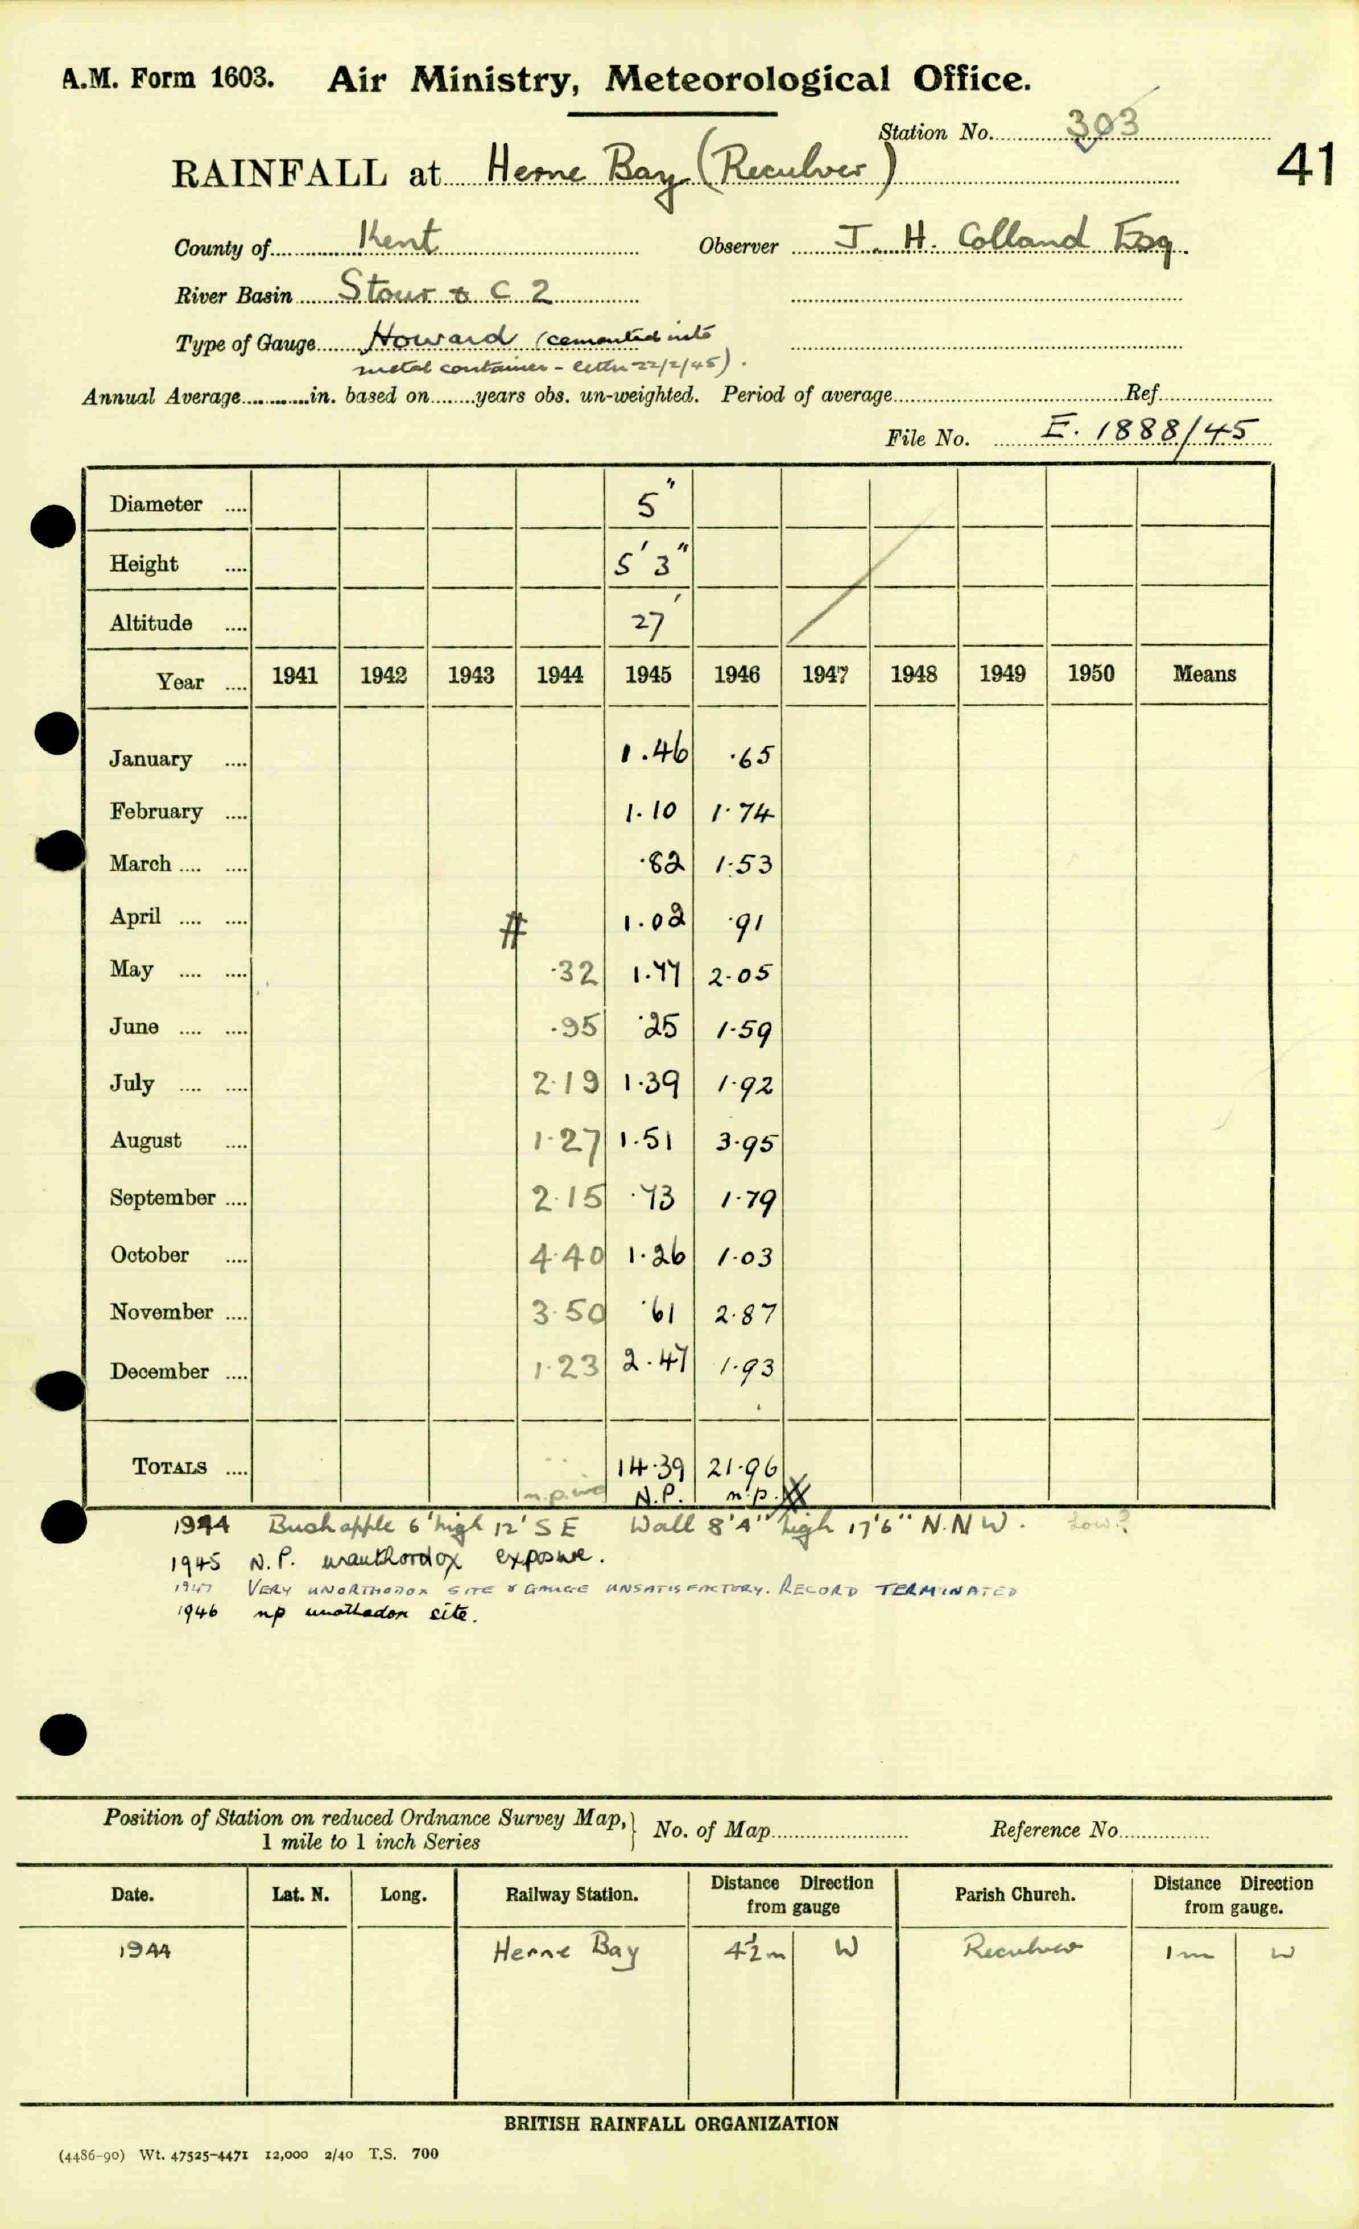 A.M. Form 1603. Air Ministry, Meteorological Office.
Station No. 303
41
RAINFALL at Herne Bay (Reculver)
County of Kent Observer J. H. Colland Esq.
River Basin Stour & C 2
Type of Gauge Howard (cemented into
metal container - letter 22/2/45).
Annual Average in. based on years obs. un-weighted. Period of average Ref.
File No. E. 1888/45
Diameter 5"
Height 5' 3"
Altitude 27'
Year 1941 1942 1943 1944 1945 1946 1947 1948 1949 1950 Means
January 1.46 .65
February 1.10 1.74
March .82 1.53
April # 1.02 .91
May .32 1.77 2.05
June .95 .25 1.59
July 2.19 1.39 1.92
August 1.27 1.51 3.95
September 2.15 .73 1.79
October 4.40 1.26 1.03
November 3.50 .61 2.87
December 1.23 2.47 1.93
TOTALS 14.39 21.96
n.p. N.P. n.p.
1944 Bush apple 6' high 12' S E Wall 8'4" high 17'6" N.N W. Low?
1945 N.P. unauthordox exposure.
1947 VERY UNORTHODOX SITE & GAUGE UNSATISFACTORY. RECORD TERMINATED
1946 np site.
Position of Station on reduced Ordnance Survey Map, 1 mile to 1 inch Series No. of Map Reference No.
Date. Lat. N. Long. Railway Station. Distance Direction from gauge Parish Church. Distance Direction from gauge.
1944 Herne Bay 4½m W Reculver 1m W
BRITISH RAINFALL ORGANIZATION
(4486-90) Wt. 47525-4471 12,000 2/40 T.S. 700